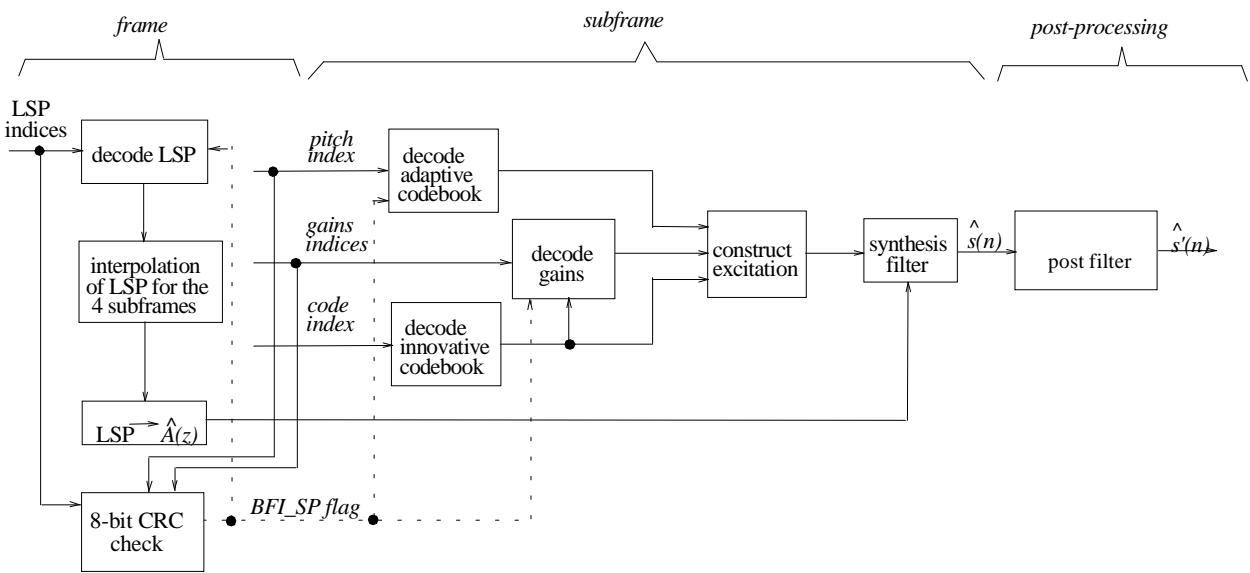 frame
subframe
post-processing
LSP
indices
decode LSP
interpolation
of LSP for the
4 subframes
LSP → Â(z)
8-bit CRC
check
BFI_SP flag
pitch
index
decode
adaptive
codebook
gains
indices
decode
gains
code
index
decode
innovative
codebook
construct
excitation
synthesis
filter
ŝ(n)
post filter
ŝ'(n)